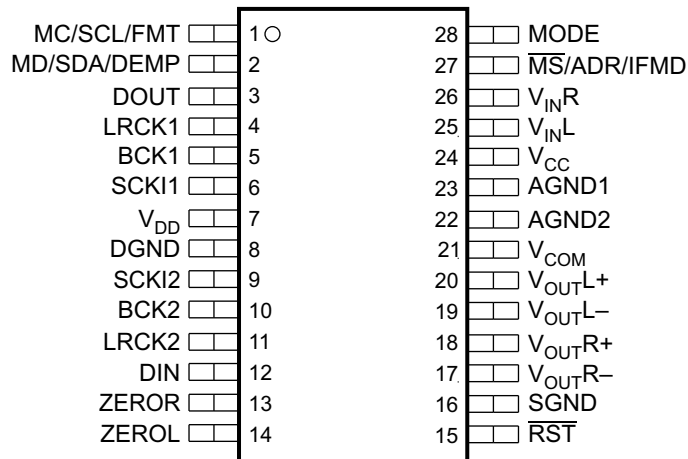 MC/SCL/FMT 1 28 MODE
MD/SDA/DEMP 2 27 M̅S̅/ADR/IFMD
DOUT 3 26 VINR
LRCK1 4 25 VINL
BCK1 5 24 VCC
SCKI1 6 23 AGND1
VDD 7 22 AGND2
DGND 8 21 VCOM
SCKI2 9 20 VOUTL+
BCK2 10 19 VOUTL–
LRCK2 11 18 VOUTR+
DIN 12 17 VOUTR–
ZEROR 13 16 SGND
ZEROL 14 15 R̅S̅T̅